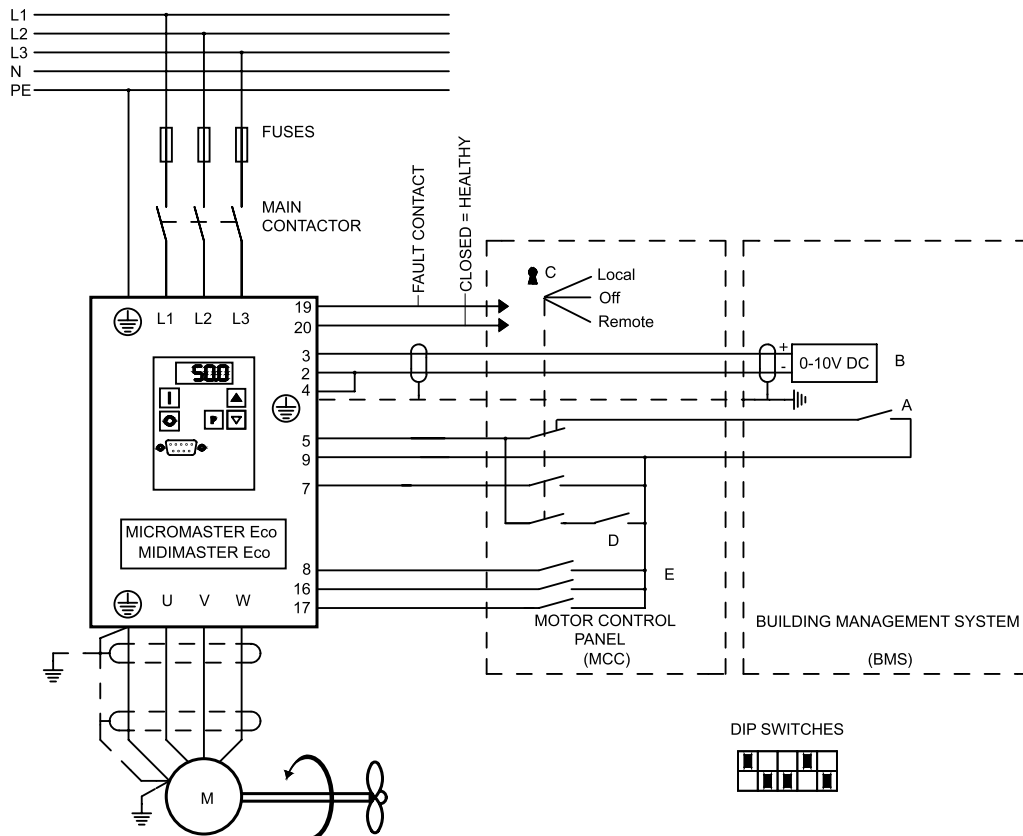 L1
L2
L3
N
PE
FUSES
MAIN
CONTACTOR
FAULT CONTACT
CLOSED = HEALTHY
C
Local
Off
Remote
L1 L2 L3
19
20
3
2
4
+
-
0-10V DC
B
50.0
I
P
A
5
9
7
D
MICROMASTER Eco
MIDIMASTER Eco
8
16
17
E
U V W
MOTOR CONTROL
PANEL
(MCC)
BUILDING MANAGEMENT SYSTEM
(BMS)
DIP SWITCHES
M